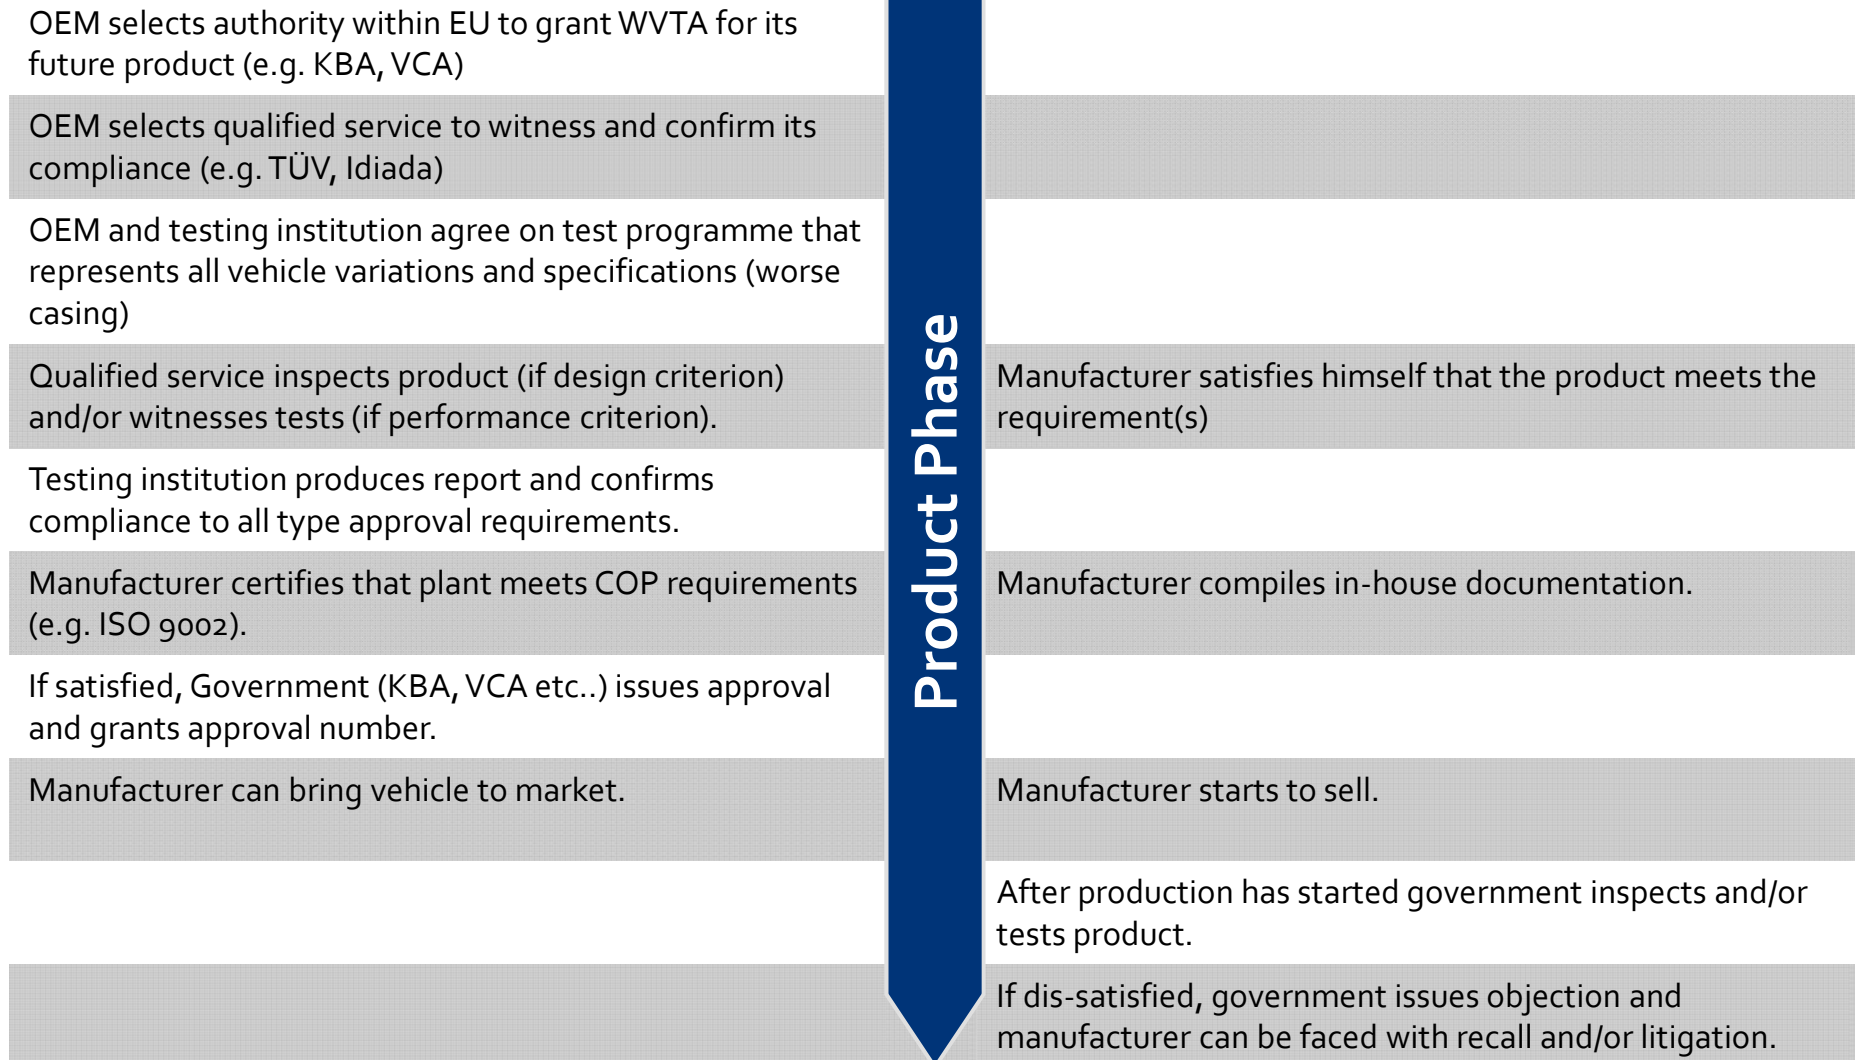 OEM selects authority within EU to grant WVTA for its
future product (e.g. KBA, VCA)
OEM selects qualified service to witness and confirm its
compliance (e.g. TÜV, Idiada)
OEM and testing institution agree on test programme that
represents all vehicle variations and specifications (worse
casing)
Qualified service inspects product (if design criterion)
and/or witnesses tests (if performance criterion).
Testing institution produces report and confirms
compliance to all type approval requirements.
Manufacturer certifies that plant meets COP requirements
(e.g. ISO 9002).
If satisfied, Government (KBA, VCA etc..) issues approval
and grants approval number.
Manufacturer can bring vehicle to market.
Product Phase
Manufacturer satisfies himself that the product meets the
requirement(s)
Manufacturer compiles in-house documentation.
Manufacturer starts to sell.
After production has started government inspects and/or
tests product.
If dis-satisfied, government issues objection and
manufacturer can be faced with recall and/or litigation.